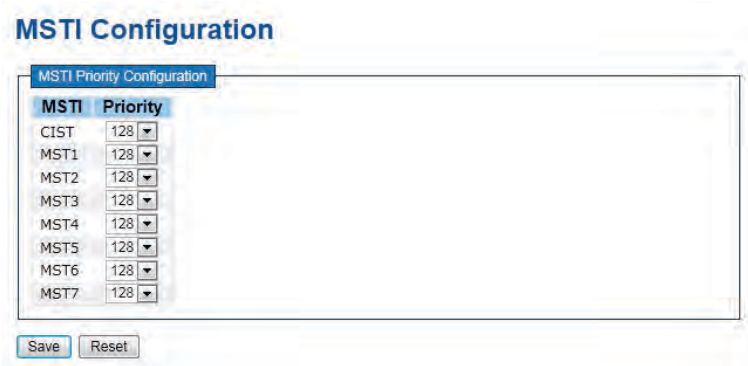 MSTI Configuration
MSTI Priority Configuration
MSTI Priority
CIST 128
MST1 128
MST2 128
MST3 128
MST4 128
MST5 128
MST6 128
MST7 128
Save Reset